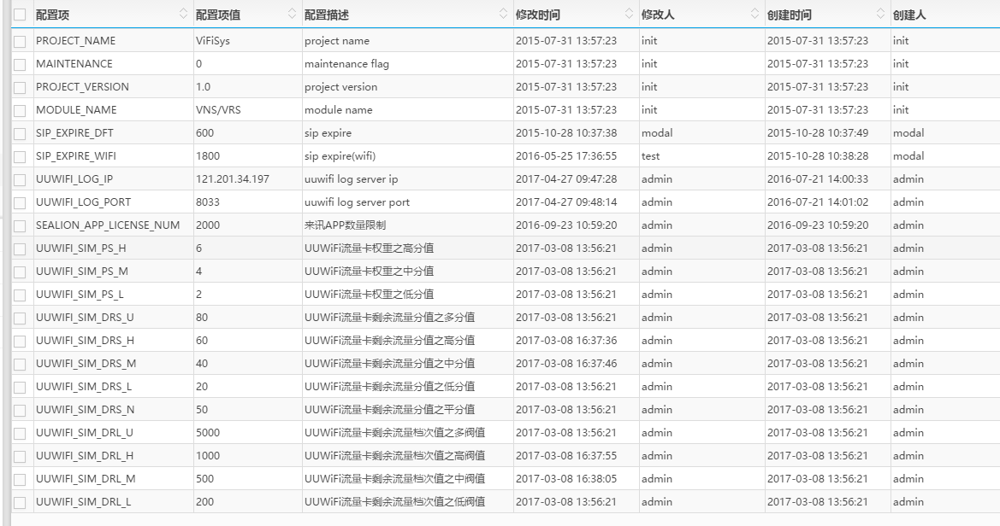 配置项 配置项值 配置描述 修改时间 修改人 创建时间 创建人
PROJECT_NAME ViFiSys project name 2015-07-31 13:57:23 init 2015-07-31 13:57:23 init
MAINTENANCE 0 maintenance flag 2015-07-31 13:57:23 init 2015-07-31 13:57:23 init
PROJECT_VERSION 1.0 project version 2015-07-31 13:57:23 init 2015-07-31 13:57:23 init
MODULE_NAME VNS/VRS module name 2015-07-31 13:57:23 init 2015-07-31 13:57:23 init
SIP_EXPIRE_DFT 600 sip expire 2015-10-28 10:37:38 modal 2015-10-28 10:37:49 modal
SIP_EXPIRE_WIFI 1800 sip expire(wifi) 2016-05-25 17:36:55 test 2015-10-28 10:38:28 modal
UUWIFI_LOG_IP 121.201.34.197 uuwifi log server ip 2017-04-27 09:47:28 admin 2016-07-21 14:00:33 admin
UUWIFI_LOG_PORT 8033 uuwifi log server port 2017-04-27 09:48:14 admin 2016-07-21 14:01:02 admin
SEALION_APP_LICENSE_NUM 2000 来讯APP数量限制 2016-09-23 10:59:20 admin 2016-09-23 10:59:20 admin
UUWIFI_SIM_PS_H 6 UUWiFi流量卡权重之高分值 2017-03-08 13:56:21 admin 2017-03-08 13:56:21 admin
UUWIFI_SIM_PS_M 4 UUWiFi流量卡权重之中分值 2017-03-08 13:56:21 admin 2017-03-08 13:56:21 admin
UUWIFI_SIM_PS_L 2 UUWiFi流量卡权重之低分值 2017-03-08 13:56:21 admin 2017-03-08 13:56:21 admin
UUWIFI_SIM_DRS_U 80 UUWiFi流量卡剩余流量分值之多分值 2017-03-08 13:56:21 admin 2017-03-08 13:56:21 admin
UUWIFI_SIM_DRS_H 60 UUWiFi流量卡剩余流量分值之高分值 2017-03-08 16:37:36 admin 2017-03-08 13:56:21 admin
UUWIFI_SIM_DRS_M 40 UUWiFi流量卡剩余流量分值之中分值 2017-03-08 16:37:46 admin 2017-03-08 13:56:21 admin
UUWIFI_SIM_DRS_L 20 UUWiFi流量卡剩余流量分值之低分值 2017-03-08 13:56:21 admin 2017-03-08 13:56:21 admin
UUWIFI_SIM_DRS_N 50 UUWiFi流量卡剩余流量分值之平分值 2017-03-08 13:56:21 admin 2017-03-08 13:56:21 admin
UUWIFI_SIM_DRL_U 5000 UUWiFi流量卡剩余流量档次值之多阀值 2017-03-08 13:56:21 admin 2017-03-08 13:56:21 admin
UUWIFI_SIM_DRL_H 1000 UUWiFi流量卡剩余流量档次值之高阀值 2017-03-08 16:37:55 admin 2017-03-08 13:56:21 admin
UUWIFI_SIM_DRL_M 500 UUWiFi流量卡剩余流量档次值之中阀值 2017-03-08 16:38:05 admin 2017-03-08 13:56:21 admin
UUWIFI_SIM_DRL_L 200 UUWiFi流量卡剩余流量档次值之低阀值 2017-03-08 13:56:21 admin 2017-03-08 13:56:21 admin